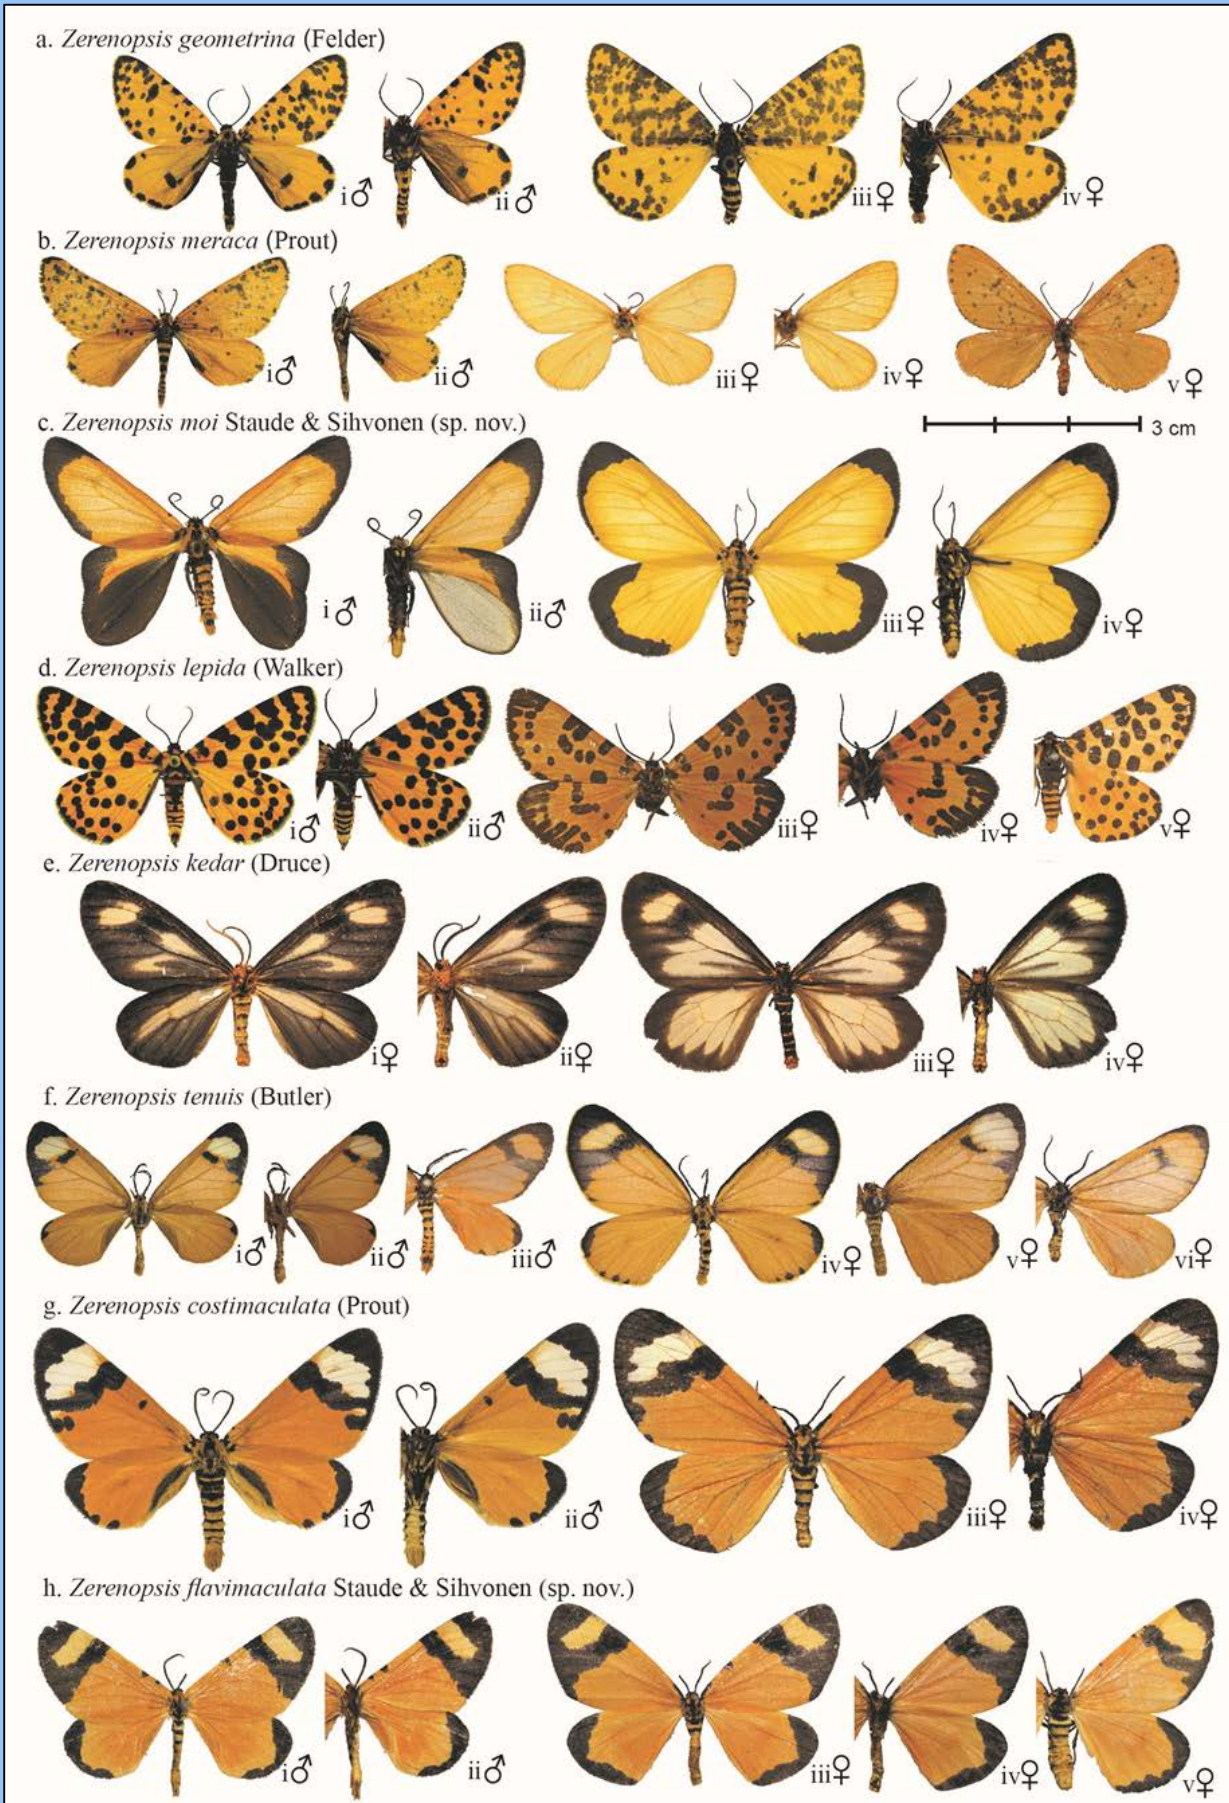 a. Zerenopsis geometrina (Felder)
i♂ ii♂ iii♀ iv♀
b. Zerenopsis meraca (Prout)
i♂ ii♂ iii♀ iv♀ v♀
c. Zerenopsis moi Staude & Sihvonen (sp. nov.)
3 cm
i♂ ii♂ iii♀ iv♀
d. Zerenopsis lepida (Walker)
i♂ ii♂ iii♀ iv♀ v♀
e. Zerenopsis kedar (Druce)
i♀ ii♀ iii♀ iv♀
f. Zerenopsis tenuis (Butler)
i♂ ii♂ iii♂ iv♀ v♀ vi♀
g. Zerenopsis costimaculata (Prout)
i♂ ii♂ iii♀ iv♀
h. Zerenopsis flavimaculata Staude & Sihvonen (sp. nov.)
i♂ ii♂ iii♀ iv♀ v♀